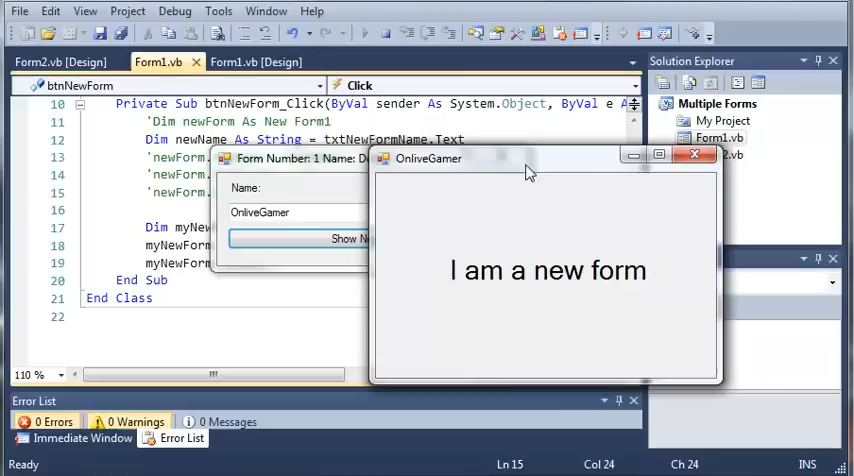 File Edit View Project Debug Tools Window Help
Form2.vb [Design] Form1.vb Form1.vb [Design]
Solution Explorer
btnNewForm Click
Multiple Forms
My Project
Form1.vb
2.vb
10 Private Sub btnNewForm_Click(ByVal sender As System.Object, ByVal e A
11 'Dim newForm As New Form1
12 Dim newName As String = txtNewFormName.Text
13 'newForm.
14 'newForm.
15 'newForm.
16
17 Dim myNew
18 myNewForm
19 myNewForm
20 End Sub
21 End Class
22
Form Number: 1 Name: De
Name:
OnliveGamer
Show Ne
OnliveGamer
I am a new form
110 %
Error List
0 Errors 0 Warnings 0 Messages
Immediate Window Error List
Ready Ln 15 Col 24 Ch 24 INS